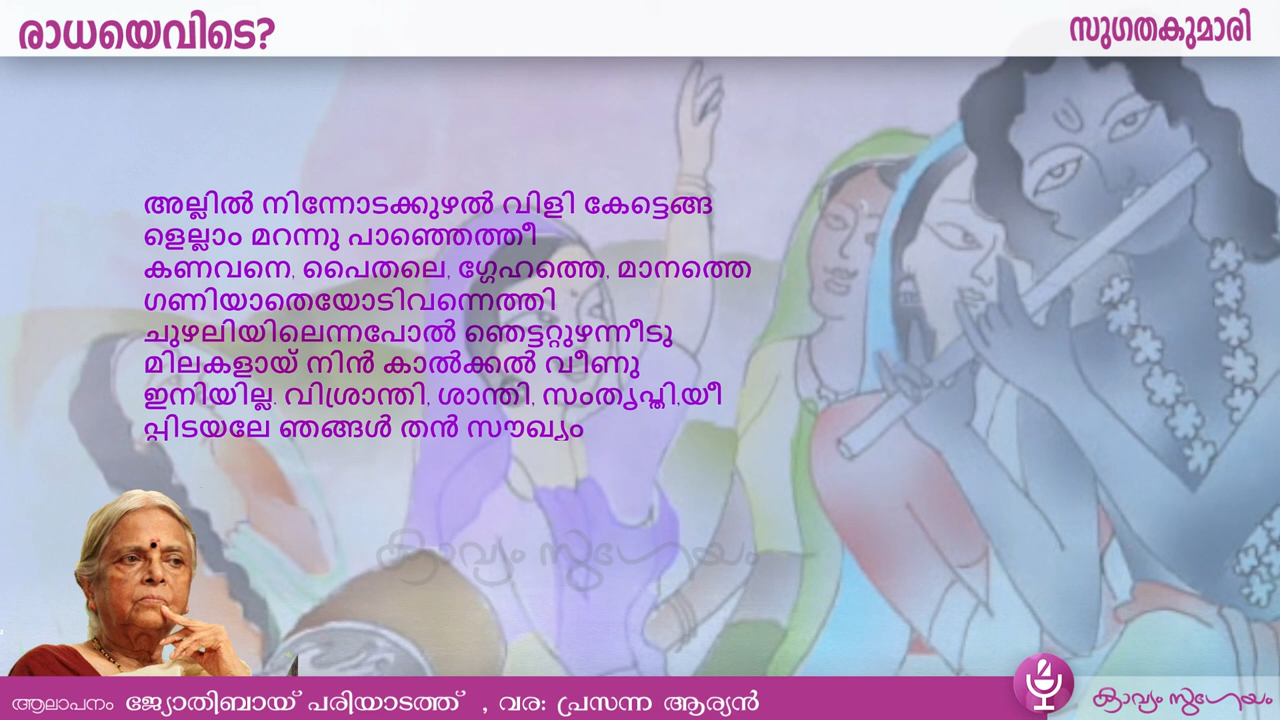 രാധയെവിടെ?
സുഗതകുമാരി
അല്ലിൽ നിന്നോടക്കുഴൽ വിളി കേട്ടെങ്ങ
ളെല്ലാം മറന്നു പാഞ്ഞെത്തീ
കണവനെ, പൈതലെ, ഗ്ഗേഹത്തെ, മാനത്തെ
ഗണിയാതെയോടിവന്നെത്തി
ചുഴലിയിലെന്നപോൽ ഞെട്ടറ്റുഴന്നീടു
മിലകളായ് നിൻ കാൽക്കൽ വീണു
ഇനിയില്ല, വിശ്രാന്തി, ശാന്തി, സംതൃപ്തി,യീ
പ്പിടയലേ ഞങ്ങൾ തൻ സൗഖ്യം
കാവ്യം സുഗേയം
ആലാപനം ജ്യോതിബായ് പരിയാടത്ത് , വര: പ്രസന്ന ആര്യൻ
കാവ്യം സുഗേയം